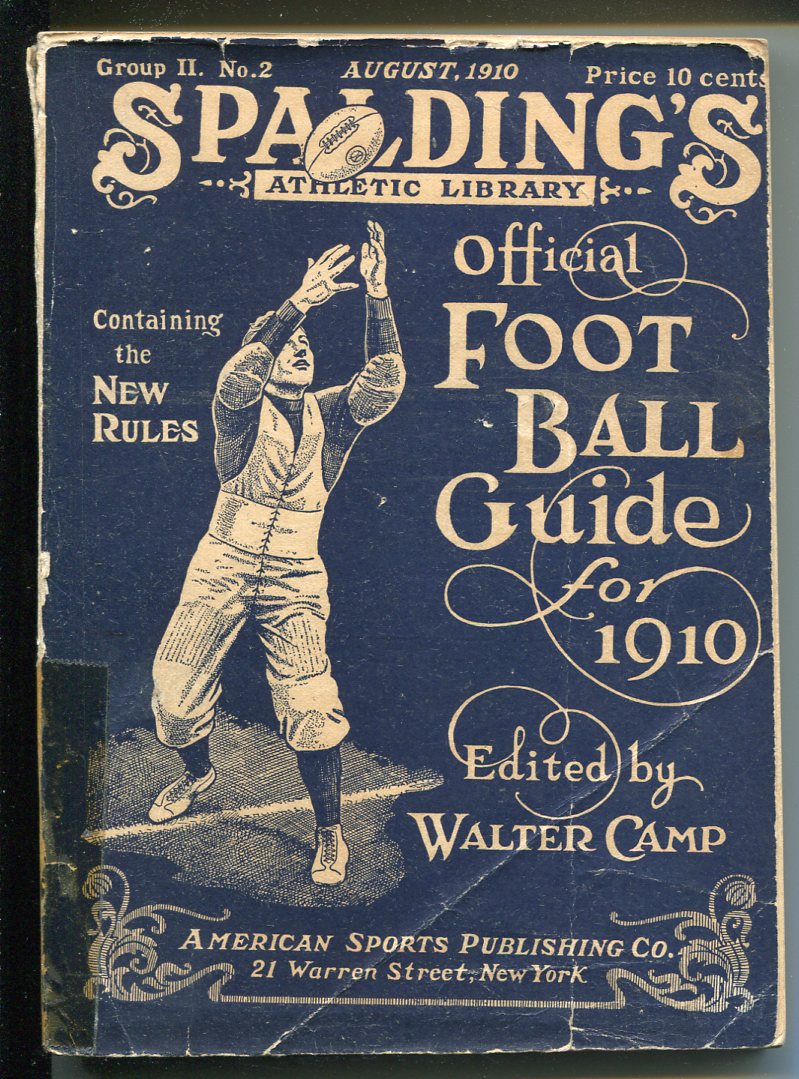 Group II. No.2 AUGUST, 1910 Price 10 cents
SPALDING'S
ATHLETIC LIBRARY
Official
FOOT
BALL
Guide
for
1910
Containing
the
NEW
RULES
Edited by
WALTER CAMP
AMERICAN SPORTS PUBLISHING CO.
21 Warren Street, New York